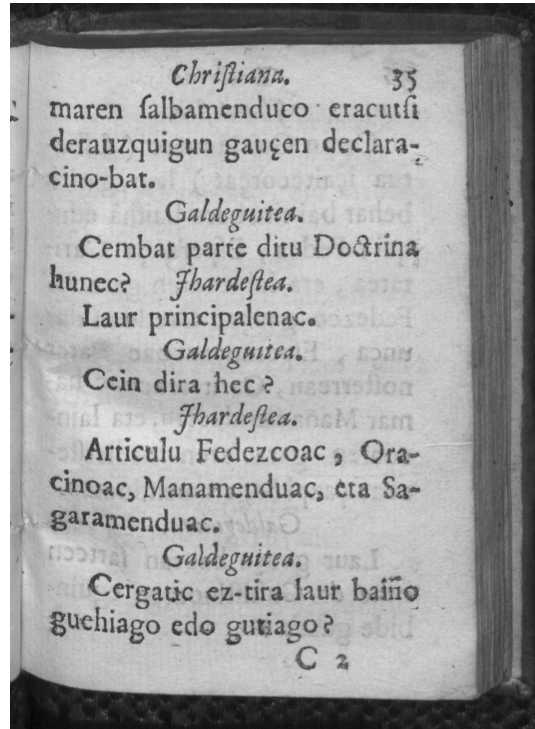 Chriſtiana. 35
maren ſalbamenduco eracutſi
derauzquigun gauçen declara-
cino-bat.
Galdeguitea.
Cembat parte ditu Doctrina
hunec? Jhardeſtea.
Laur principalenac.
Galdeguitea.
Cein dira hec?
Jhardeſtea.
Articulu Fedezcoac, Ora-
cinoac, Manamenduac, eta Sa-
garamenduac.
Galdeguitea.
Cergatic ez-tira laur baiño
guehiago edo gutiago?
C 2